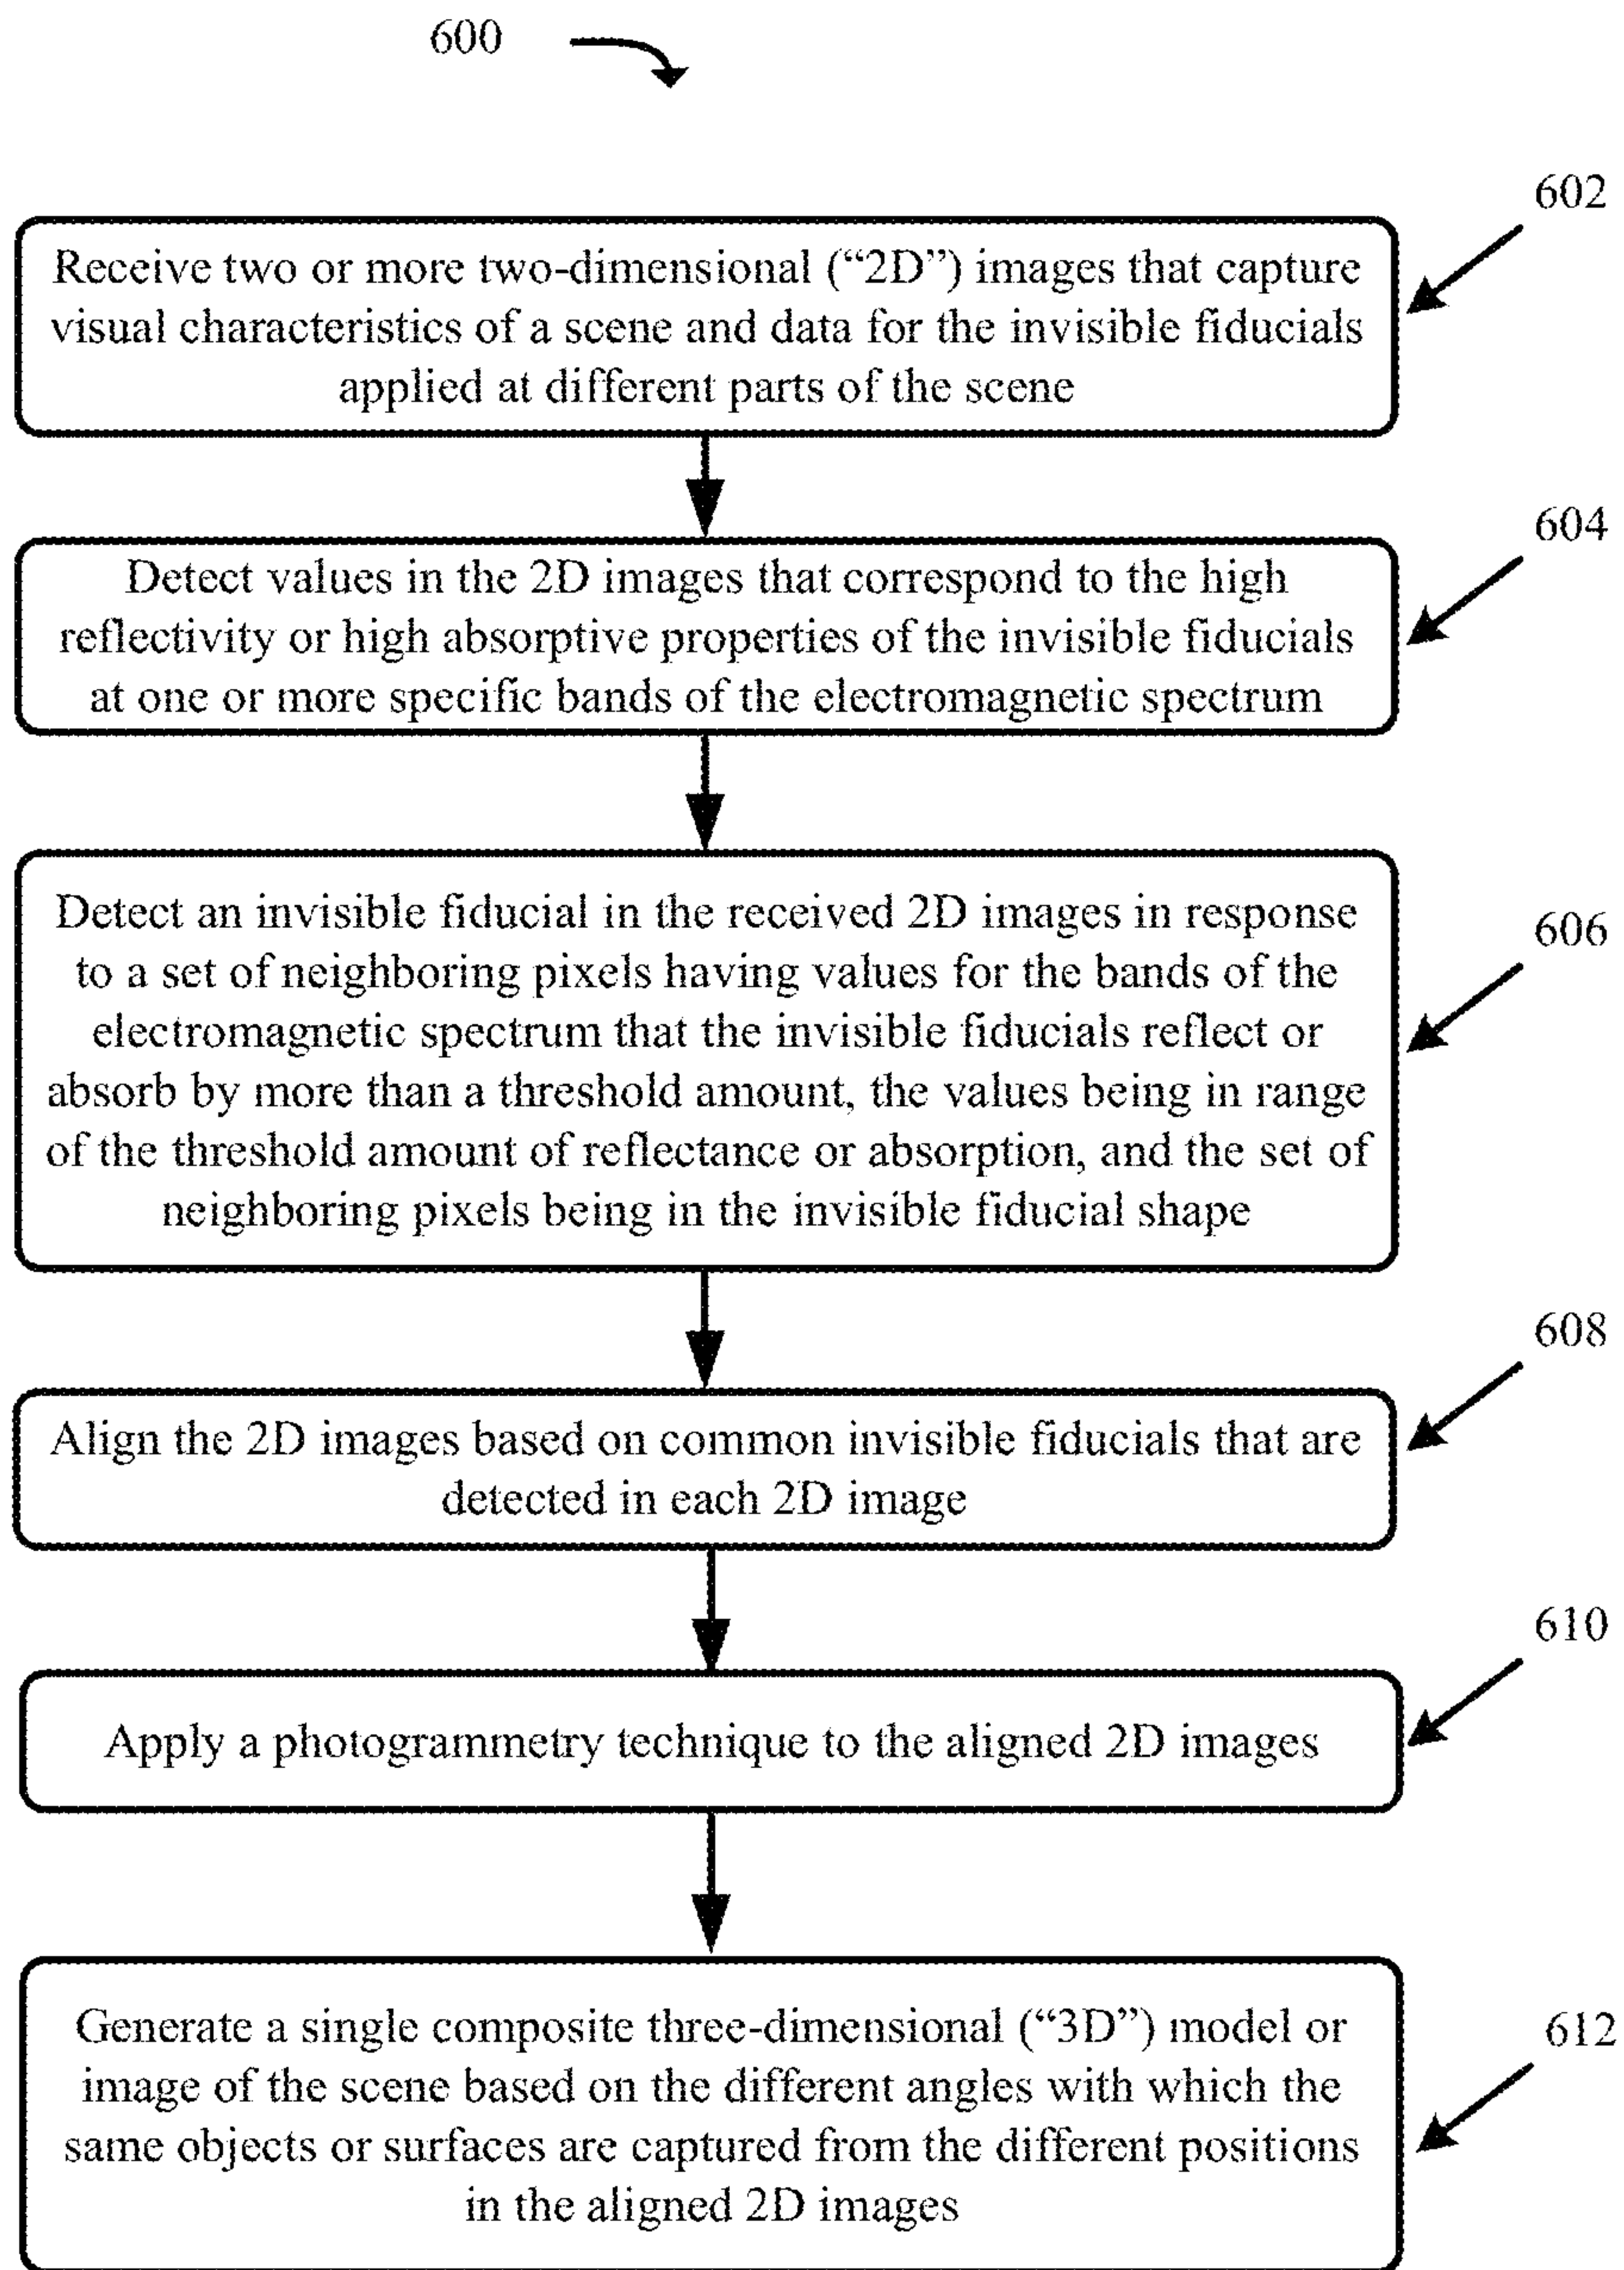 600
602
Receive two or more two-dimensional (“2D”) images that capture
visual characteristics of a scene and data for the invisible fiducials
applied at different parts of the scene
604
Detect values in the 2D images that correspond to the high
reflectivity or high absorptive properties of the invisible fiducials
at one or more specific bands of the electromagnetic spectrum
606
Detect an invisible fiducial in the received 2D images in response
to a set of neighboring pixels having values for the bands of the
electromagnetic spectrum that the invisible fiducials reflect or
absorb by more than a threshold amount, the values being in range
of the threshold amount of reflectance or absorption, and the set of
neighboring pixels being in the invisible fiducial shape
608
Align the 2D images based on common invisible fiducials that are
detected in each 2D image
610
Apply a photogrammetry technique to the aligned 2D images
612
Generate a single composite three-dimensional (“3D”) model or
image of the scene based on the different angles with which the
same objects or surfaces are captured from the different positions
in the aligned 2D images